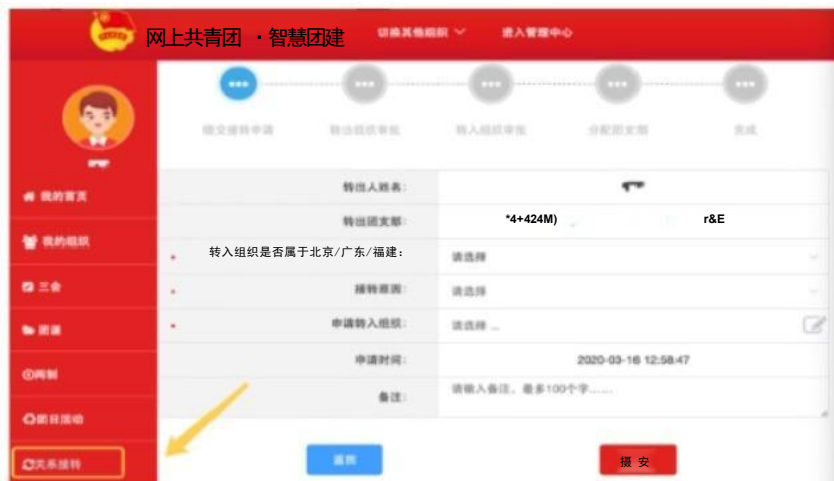 网上共青团 ·智慧团建
切换其他组织
进入管理中心
提交接转申请
转出组织审批
转入组织审批
分配团支部
完成
我的首页
我的组织
三会
团课
两制
团日活动
关系接转
转出人姓名:
转出团支部:
*4+424M)
r&E
* 转入组织是否属于北京/广东/福建:
请选择
* 接转原因:
请选择
* 申请转入组织:
请选择 ...
申请时间:
2020-03-16 12:58:47
备注:
请输入备注，最多100个字……
返回
摄 安